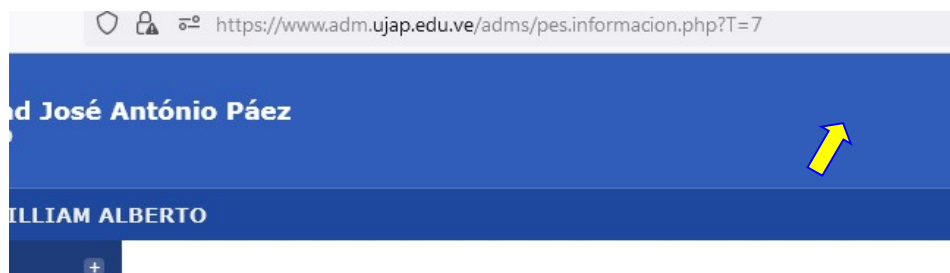 https://www.adm.ujap.edu.ve/adms/pes.informacion.php?T=7
d José António Páez
ILLIAM ALBERTO
+